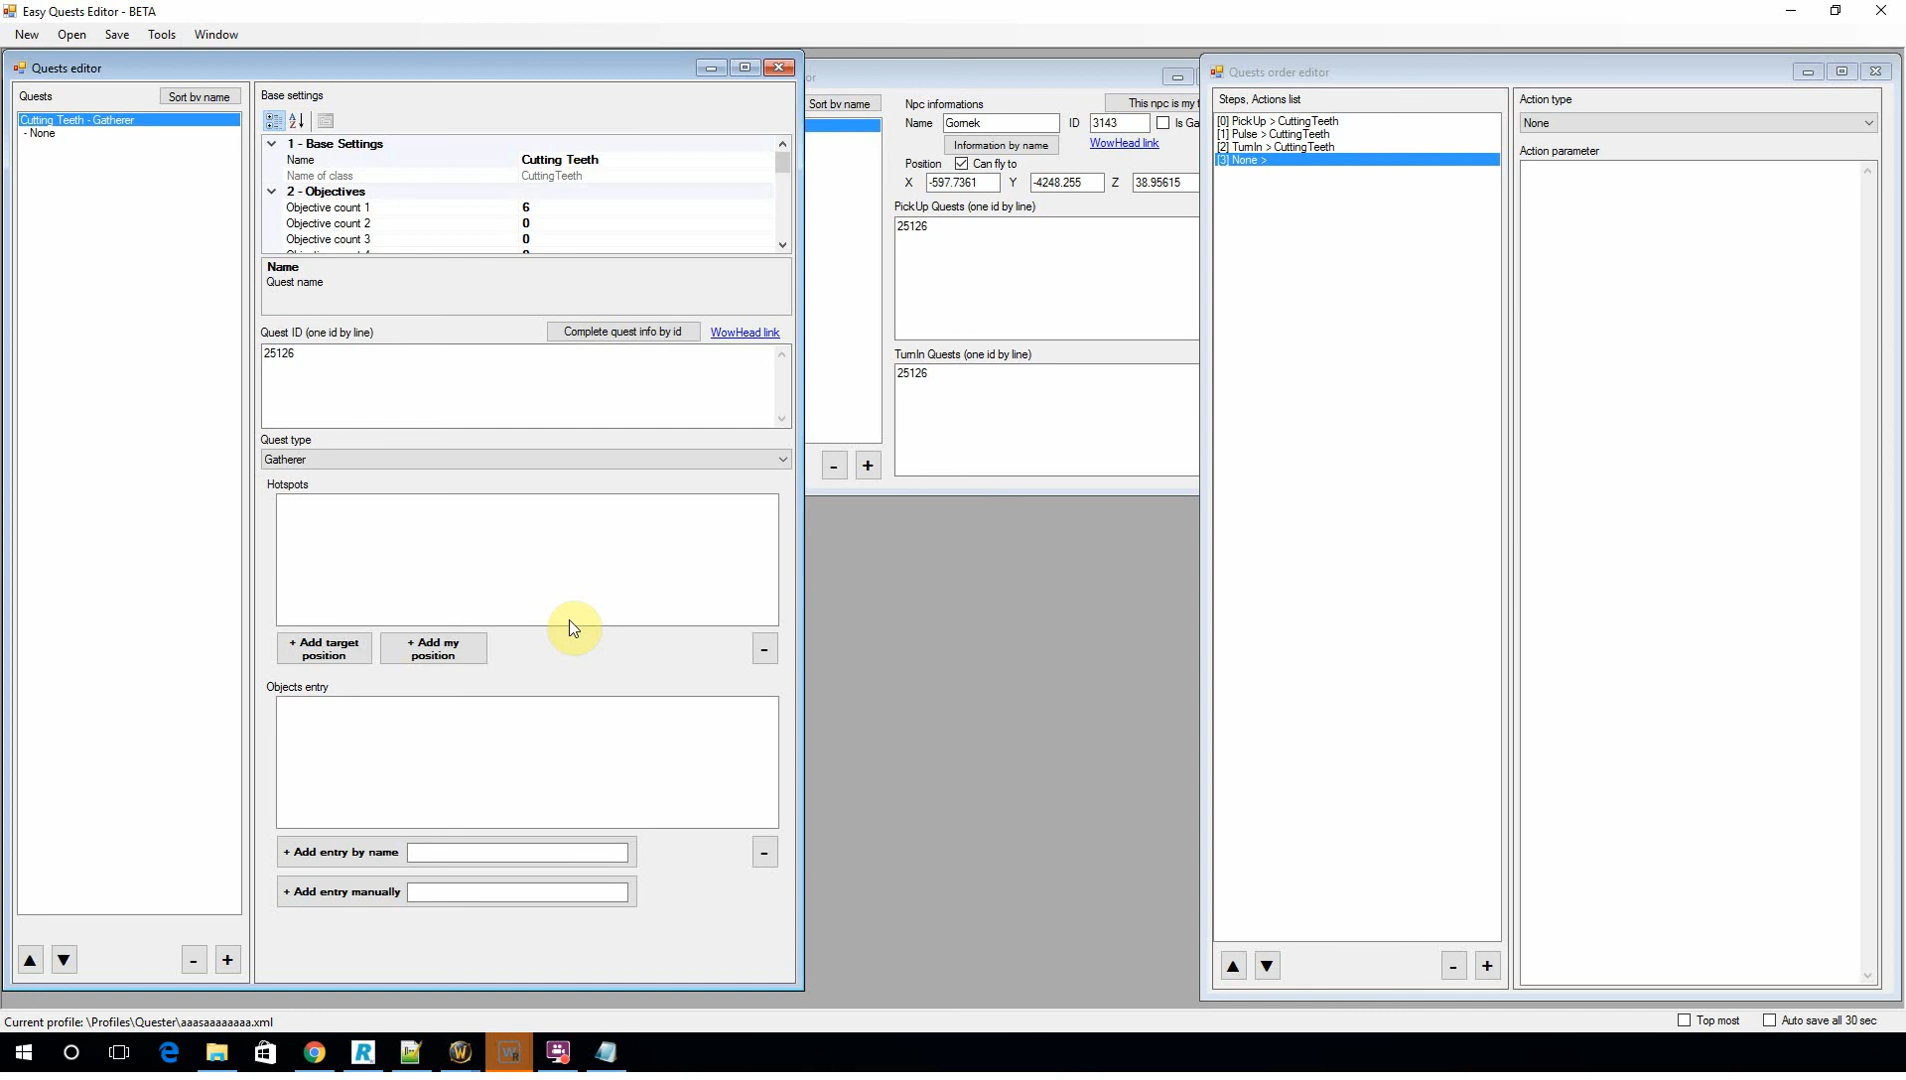 Easy Quests Editor - BETA
New Open Save Tools Window
Quests editor
Quests
Sort by name
Cutting Teeth - Gatherer
- None
-
+
Base settings
1 - Base Settings
Name Cutting Teeth
Name of class CuttingTeeth
2 - Objectives
Objective count 1 6
Objective count 2 0
Objective count 3 0
Name
Quest name
Quest ID (one id by line)
Complete quest info by id
WowHead link
25126
Quest type
Gatherer
Hotspots
+ Add target
position
+ Add my
position
-
Objects entry
+ Add entry by name
-
+ Add entry manually
or
Sort by name
-
+
Npc informations
This npc is my
Name Gomek ID 3143 Is Ga
Information by name
WowHead link
Position Can fly to
X -597.7361 Y -4248.255 Z 38.95615
PickUp Quests (one id by line)
25126
TurnIn Quests (one id by line)
25126
Quests order editor
Steps, Actions list
[0] PickUp > CuttingTeeth
[1] Pulse > CuttingTeeth
[2] TurnIn > CuttingTeeth
[3] None >
-
+
Action type
None
Action parameter
Current profile: \Profiles\Quester\
Top most
Auto save all 30 sec